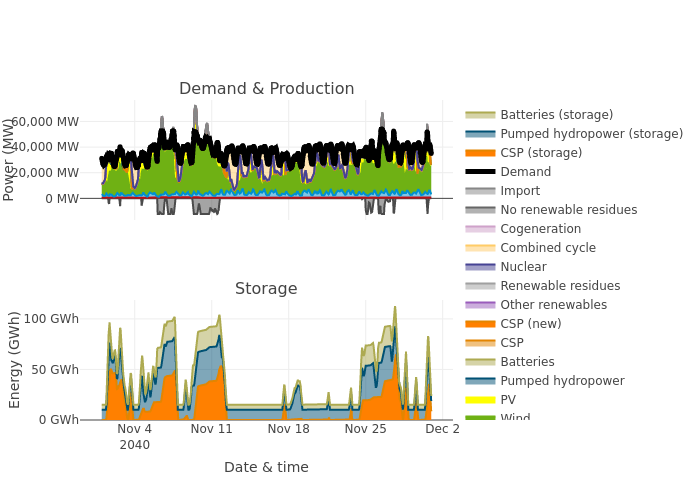 Demand & Production
Power (MW)
60,000 MW
40,000 MW
20,000 MW
0 MW
Storage
Energy (GWh)
100 GWh
50 GWh
0 GWh
Nov 4
2040
Nov 11
Nov 18
Nov 25
Dec 2
Date & time
Batteries (storage)
Pumped hydropower (storage)
CSP (storage)
Demand
Import
No renewable residues
Cogeneration
Combined cycle
Nuclear
Renewable residues
Other renewables
CSP (new)
CSP
Batteries
Pumped hydropower
PV
Wind